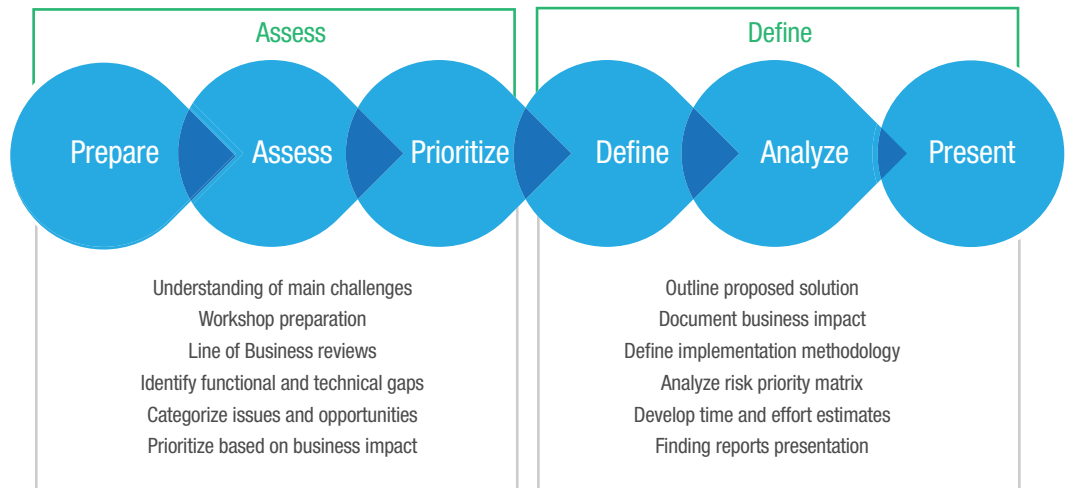 Assess
Define
Prepare
Assess
Prioritize
Define
Analyze
Present
Understanding of main challenges
Workshop preparation
Line of Business reviews
Identify functional and technical gaps
Categorize issues and opportunities
Prioritize based on business impact
Outline proposed solution
Document business impact
Define implementation methodology
Analyze risk priority matrix
Develop time and effort estimates
Finding reports presentation